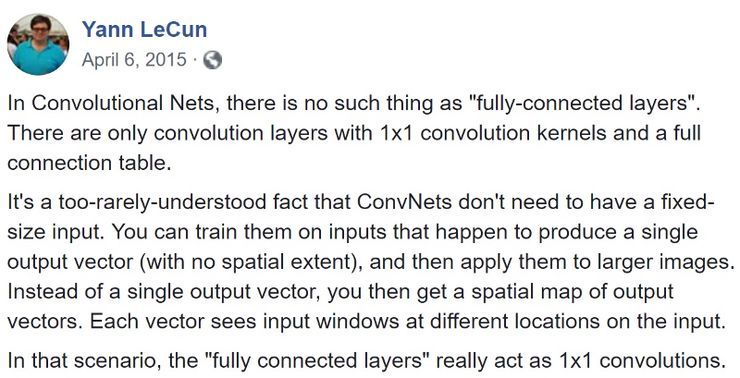 Yann LeCun
April 6, 2015 ·
In Convolutional Nets, there is no such thing as "fully-connected layers".
There are only convolution layers with 1x1 convolution kernels and a full
connection table.
It's a too-rarely-understood fact that ConvNets don't need to have a fixed-
size input. You can train them on inputs that happen to produce a single
output vector (with no spatial extent), and then apply them to larger images.
Instead of a single output vector, you then get a spatial map of output
vectors. Each vector sees input windows at different locations on the input.
In that scenario, the "fully connected layers" really act as 1x1 convolutions.